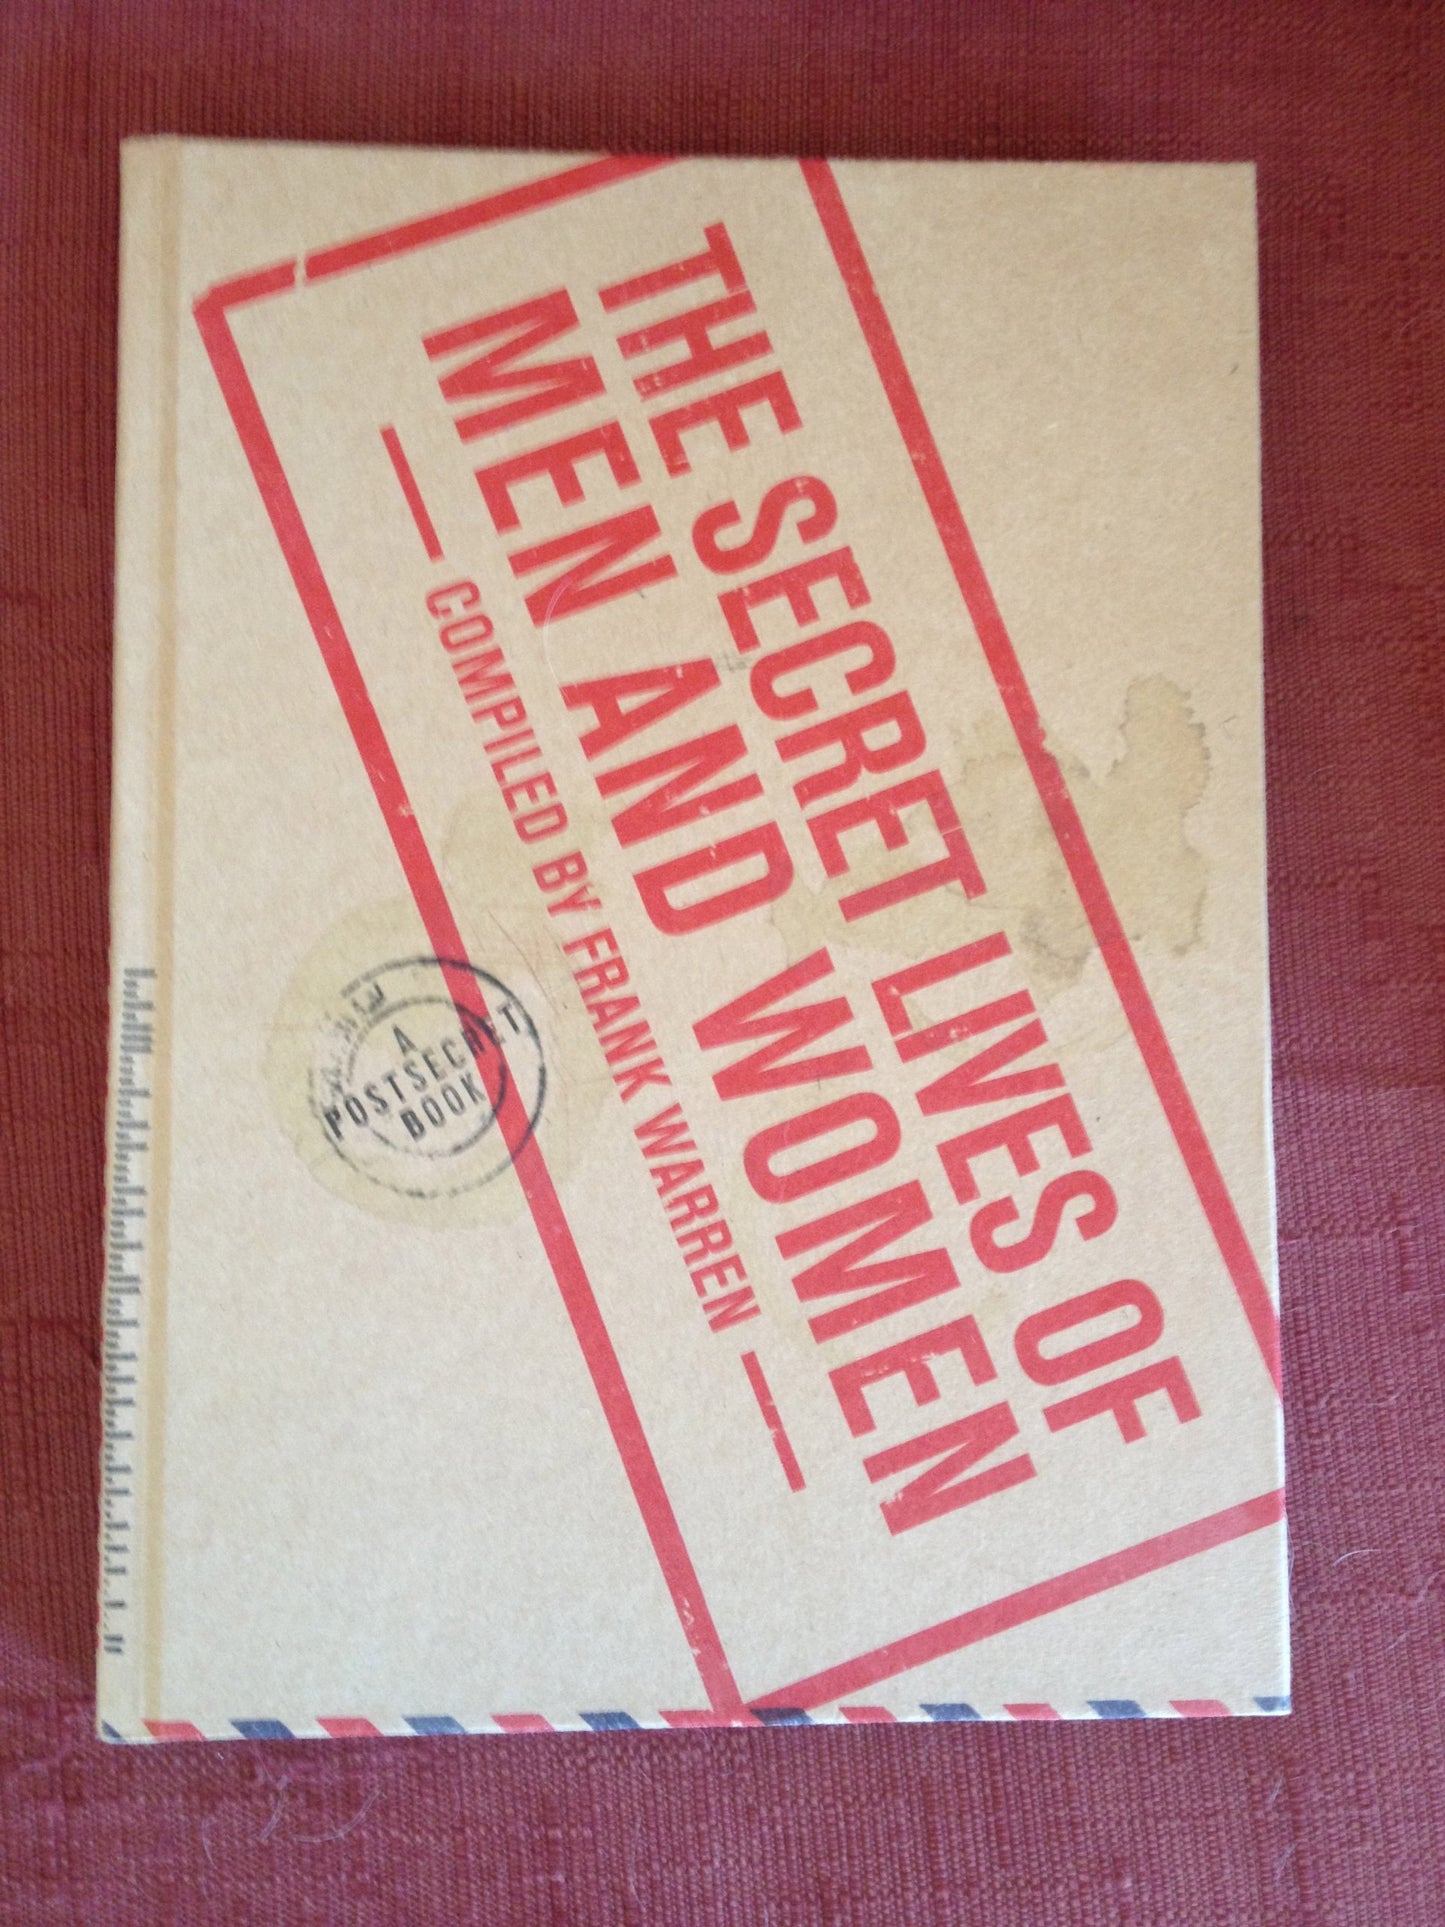 THE SECRET LIVES OF
MEN AND WOMEN
COMPILED BY FRANK WARREN
A
POSTSECRET
BOOK